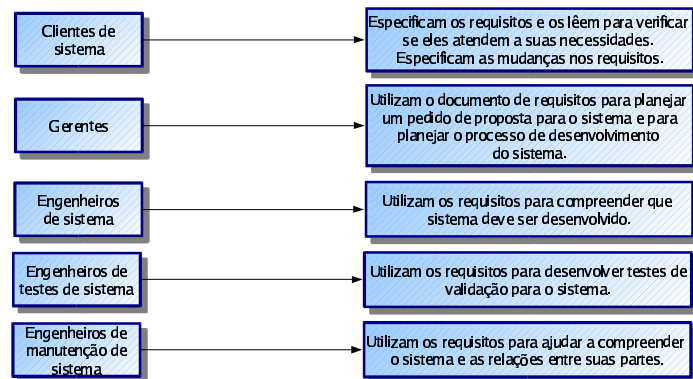 Clientes de
sistema
Especificam os requisitos e os lêem para verificar
se eles atendem a suas necessidades.
Especificam as mudanças nos requisitos.
Gerentes
Utilizam o documento de requisitos para planejar
um pedido de proposta para o sistema e para
planejar o processo de desenvolvimento
do sistema.
Engenheiros
de sistema
Utilizam os requisitos para compreender que
sistema deve ser desenvolvido.
Engenheiros de
testes de sistema
Utilizam os requisitos para desenvolver testes de
validação para o sistema.
Engenheiros de
manutenção de
sistema
Utilizam os requisitos para ajudar a compreender
o sistema e as relações entre suas partes.